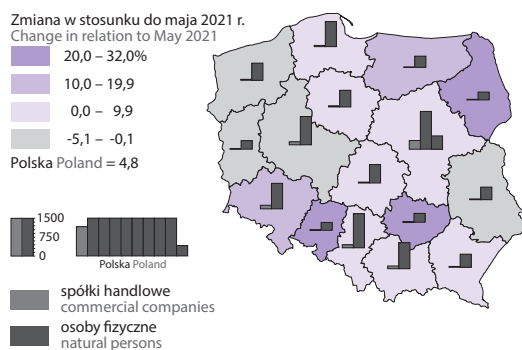 Zmiana w stosunku do maja 2021 r.
Change in relation to May 2021
20,0 – 32,0%
10,0 – 19,9
0,0 – 9,9
-5,1 – -0,1
Polska Poland = 4,8
1500
750
0
Polska Poland
spółki handlowe
commercial companies
osoby fizyczne
natural persons